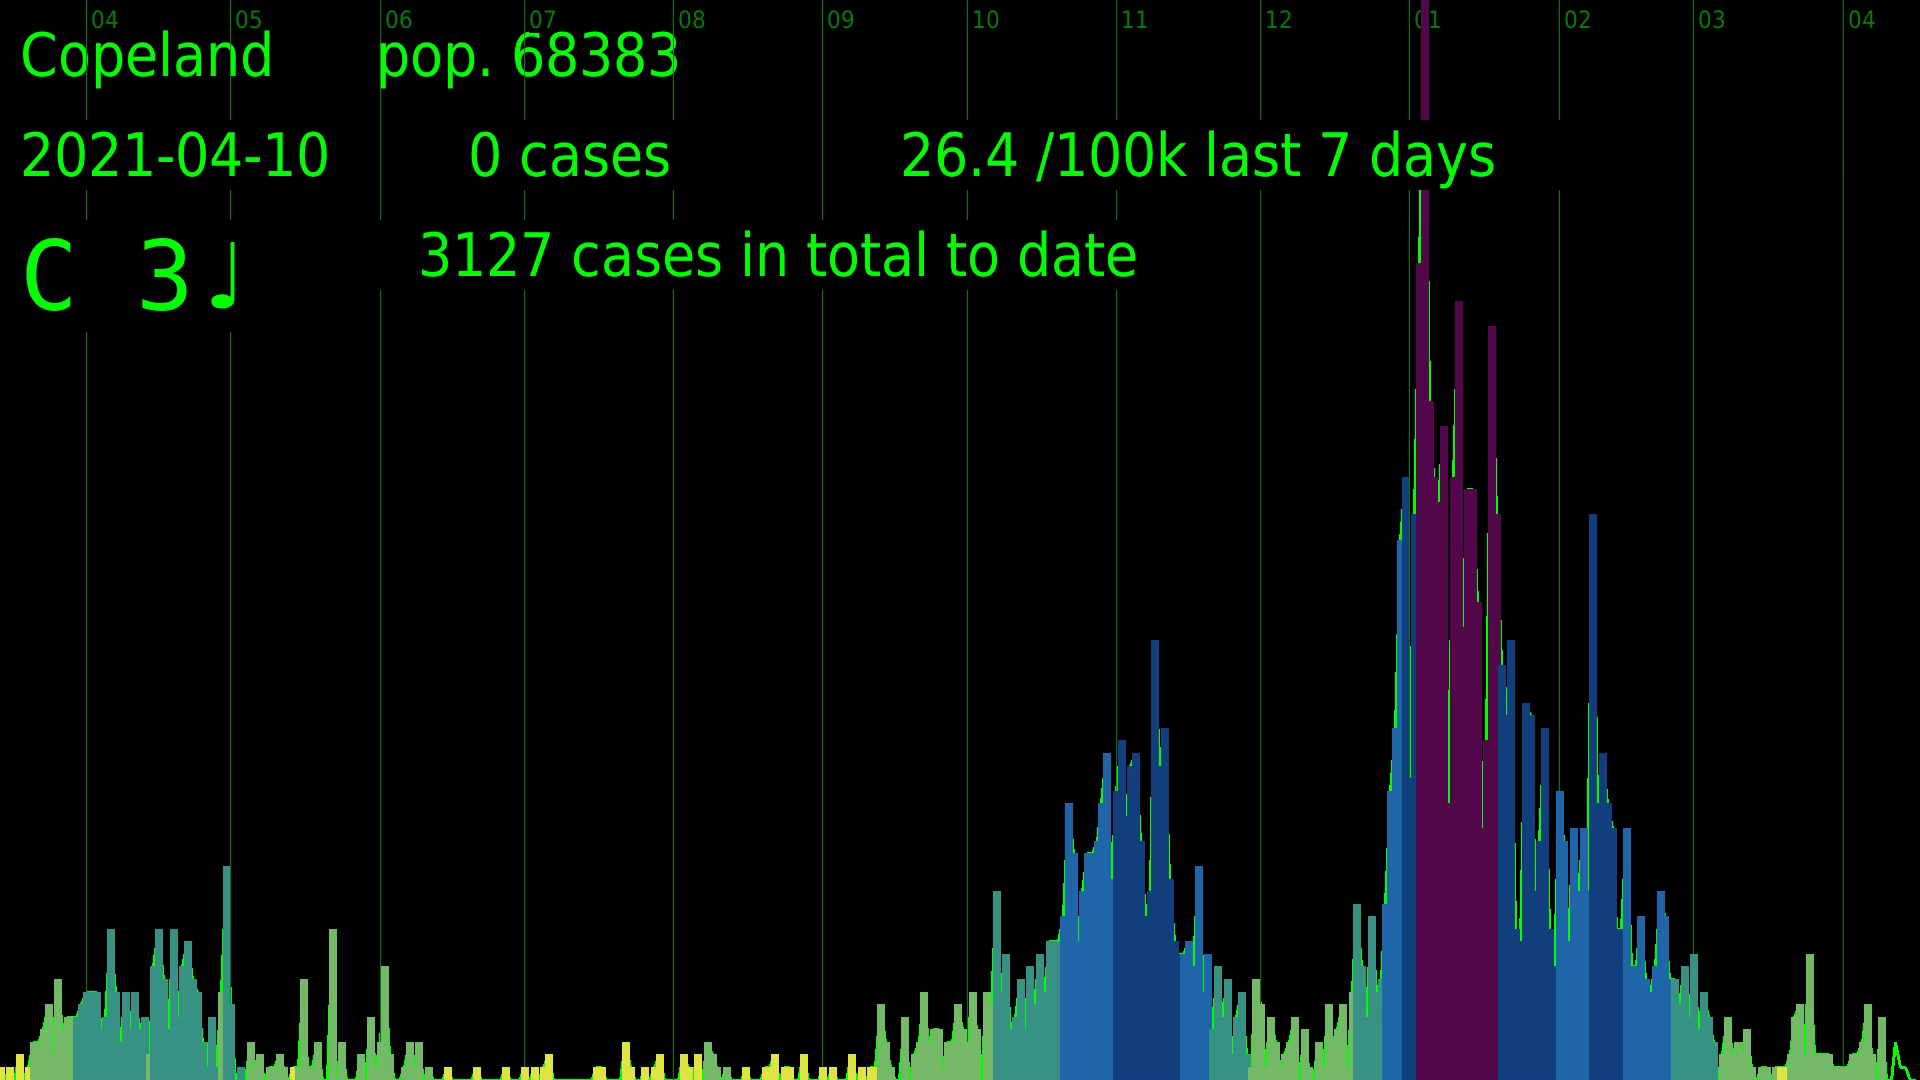 04 05 06 07 08 09 10 11 12 01 02 03 04
Copeland pop. 68383
2021-04-10 0 cases 26.4 /100k last 7 days
C 3♩ 3127 cases in total to date